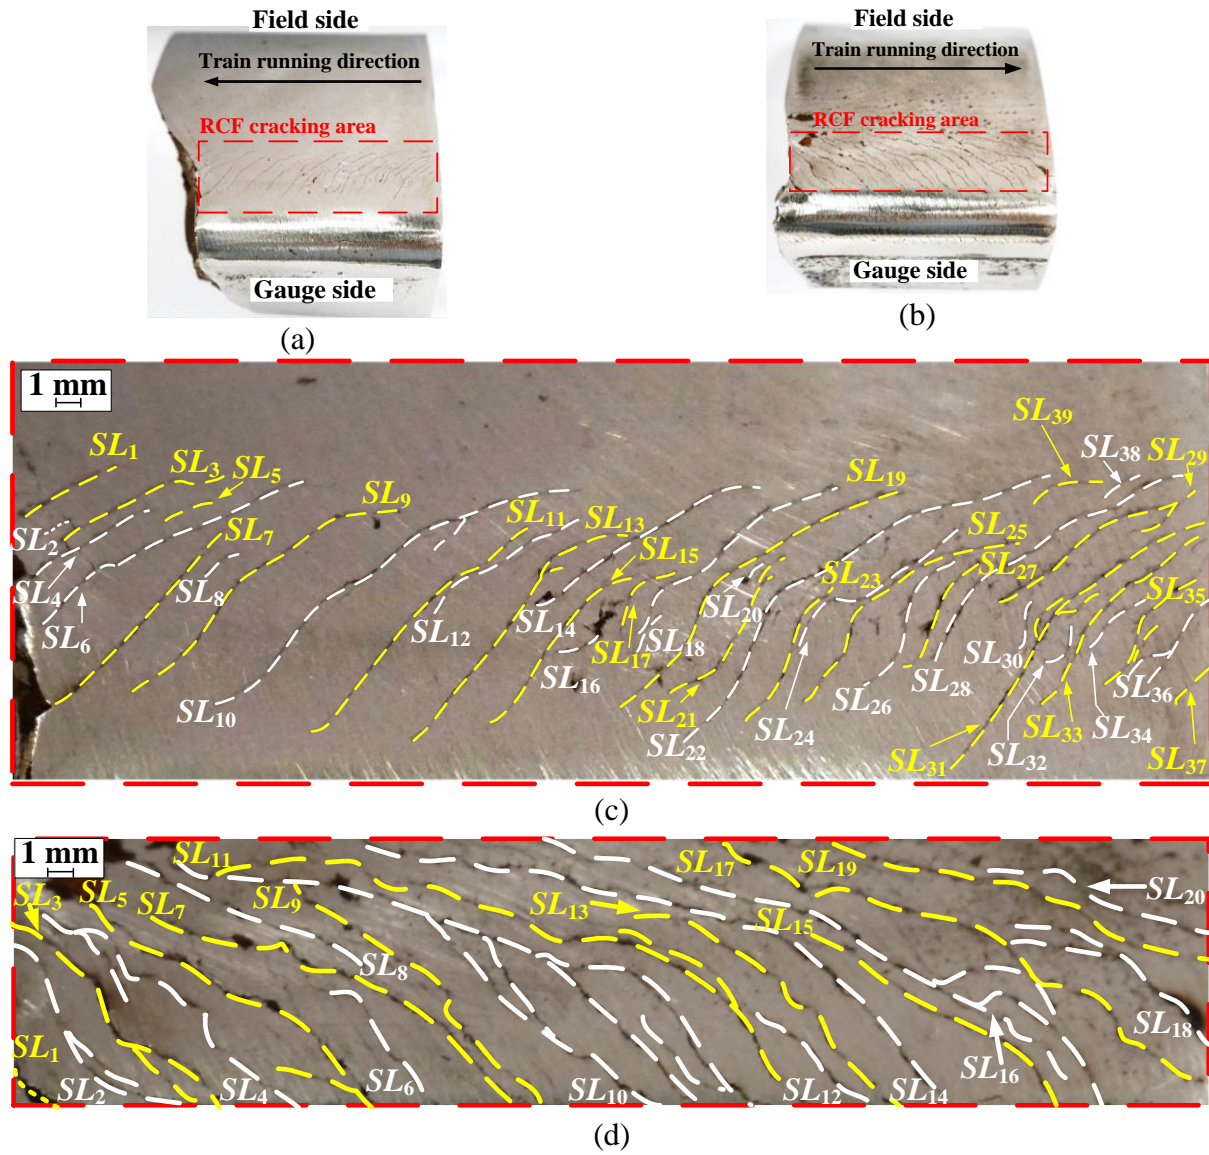 Field side
Train running direction
RCF cracking area
Gauge side
(a)
Field side
Train running direction
RCF cracking area
Gauge side
(b)
1 mm
SL1
SL2
SL3
SL4
SL5
SL6
SL7
SL8
SL9
SL10
SL11
SL12
SL13
SL14
SL15
SL16
SL17
SL18
SL19
SL20
SL21
SL22
SL23
SL24
SL25
SL26
SL27
SL28
SL29
SL30
SL31
SL32
SL33
SL34
SL35
SL36
SL37
SL38
SL39
(c)
1 mm
SL1
SL2
SL3
SL4
SL5
SL6
SL7
SL8
SL9
SL10
SL11
SL12
SL13
SL14
SL15
SL16
SL17
SL18
SL19
SL20
(d)